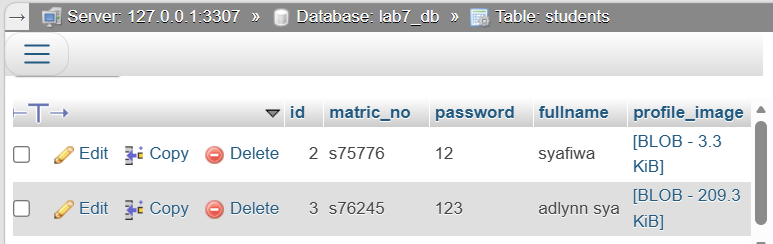 Server: 127.0.0.1:3307 » Database: lab7_db » Table: students
id matric_no password fullname profile_image
Edit Copy Delete 2 s75776 12 syafiwa [BLOB - 3.3
KiB]
Edit Copy Delete 3 s76245 123 adlynn sya [BLOB - 209.3
KiB]